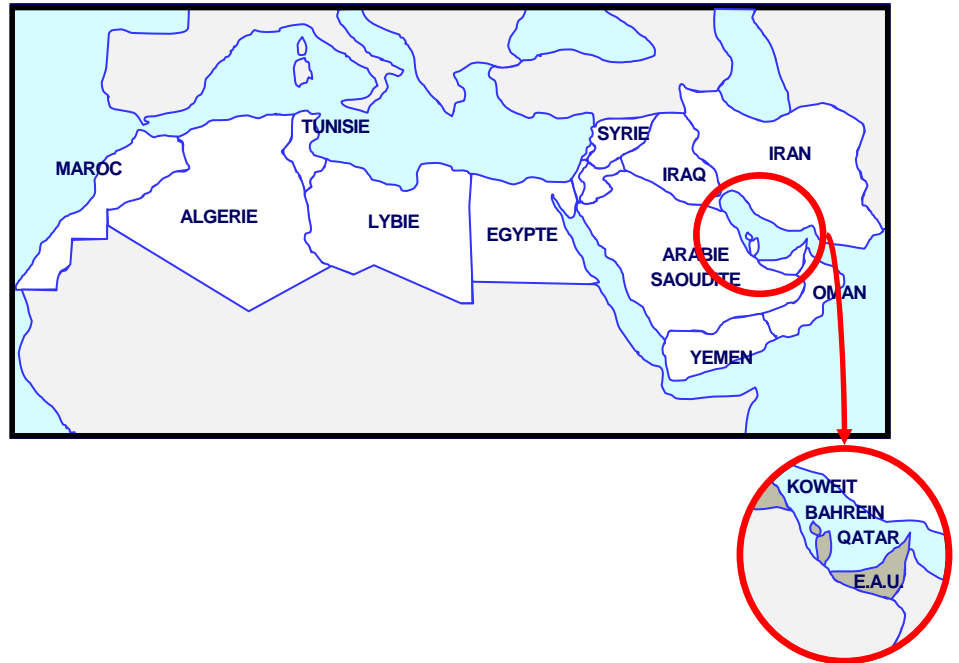 TUNISIE
SYRIE
MAROC
IRAN
IRAQ
ALGERIE
LYBIE
EGYPTE
ARABIE
SAOUDITE
OMAN
YEMEN
KOWEIT
BAHREIN
QATAR
E.A.U.